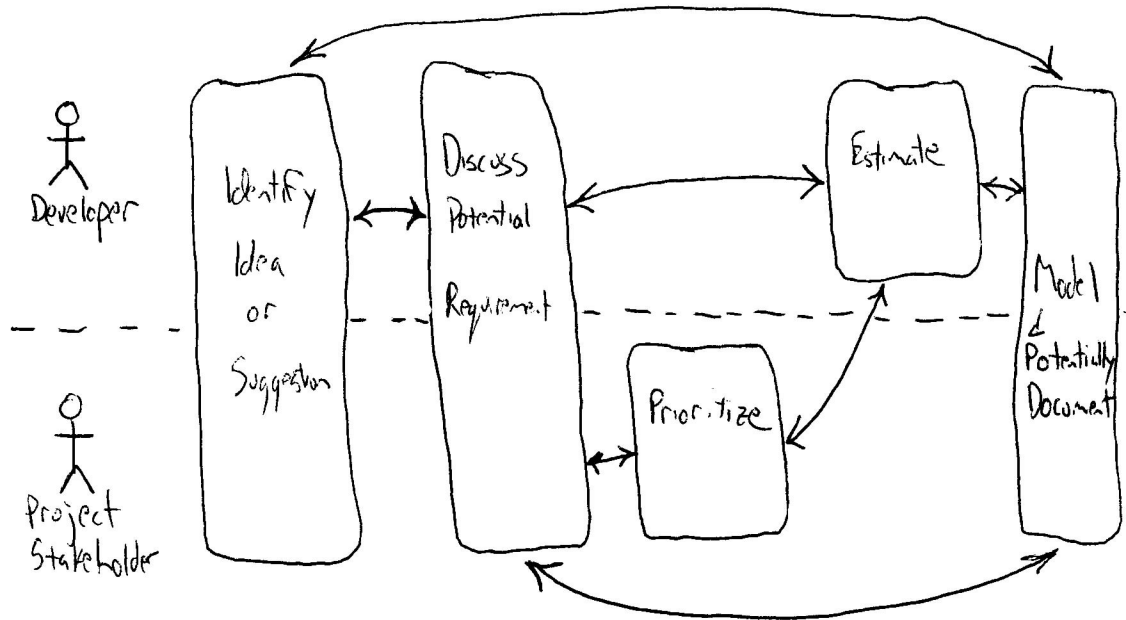 Developer
Identify
Idea
or
Suggestion
Discuss
Potential
Requirement
Estimate
Prioritize
Model
&
Potentially
Document
Project
Stakeholder